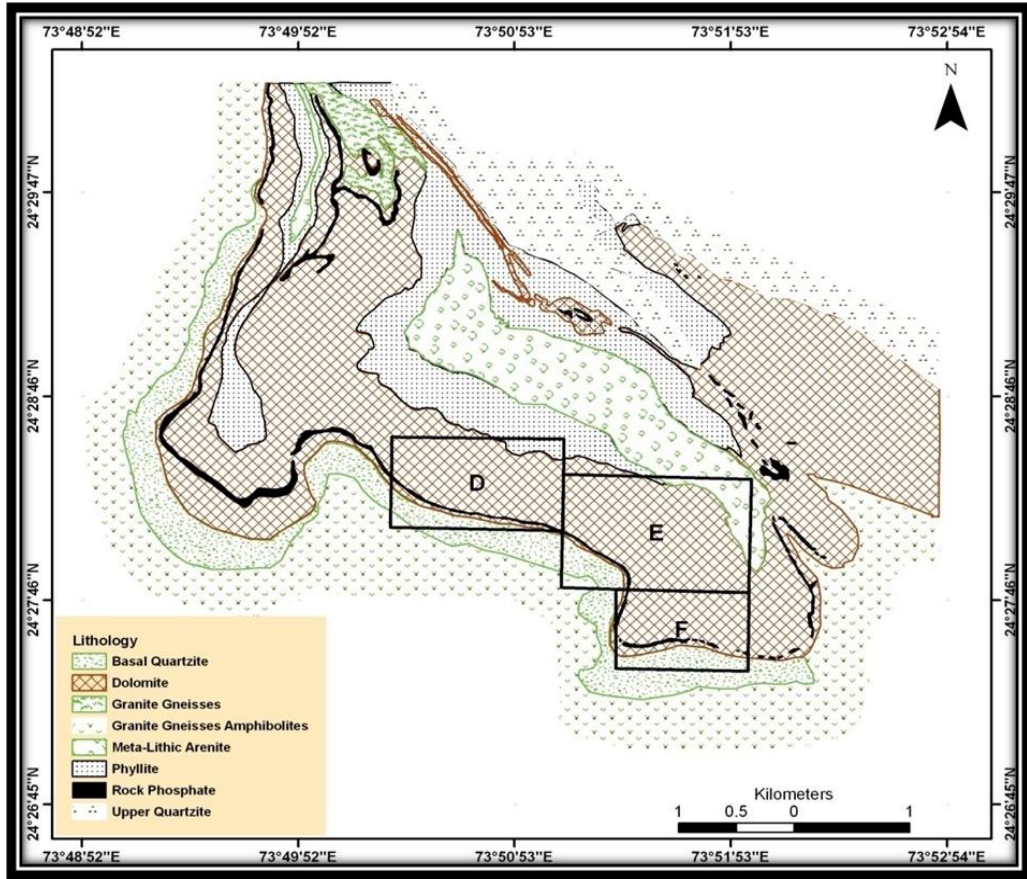 73°48'52"E 73°49'52"E 73°50'53"E 73°51'53"E 73°52'54"E
N
24°29'47"N 24°29'47"N
24°28'46"N 24°28'46"N
D
E
24°27'46"N 24°27'46"N
F
Lithology
Basal Quartzite
Dolomite
Granite Gneisses
Granite Gneisses Amphibolites
Meta-Lithic Arenite
Phyllite
Rock Phosphate
Upper Quartzite
Kilometers
1 0.5 0 1
24°26'45"N 24°26'45"N
73°48'52"E 73°49'52"E 73°50'53"E 73°51'53"E 73°52'54"E